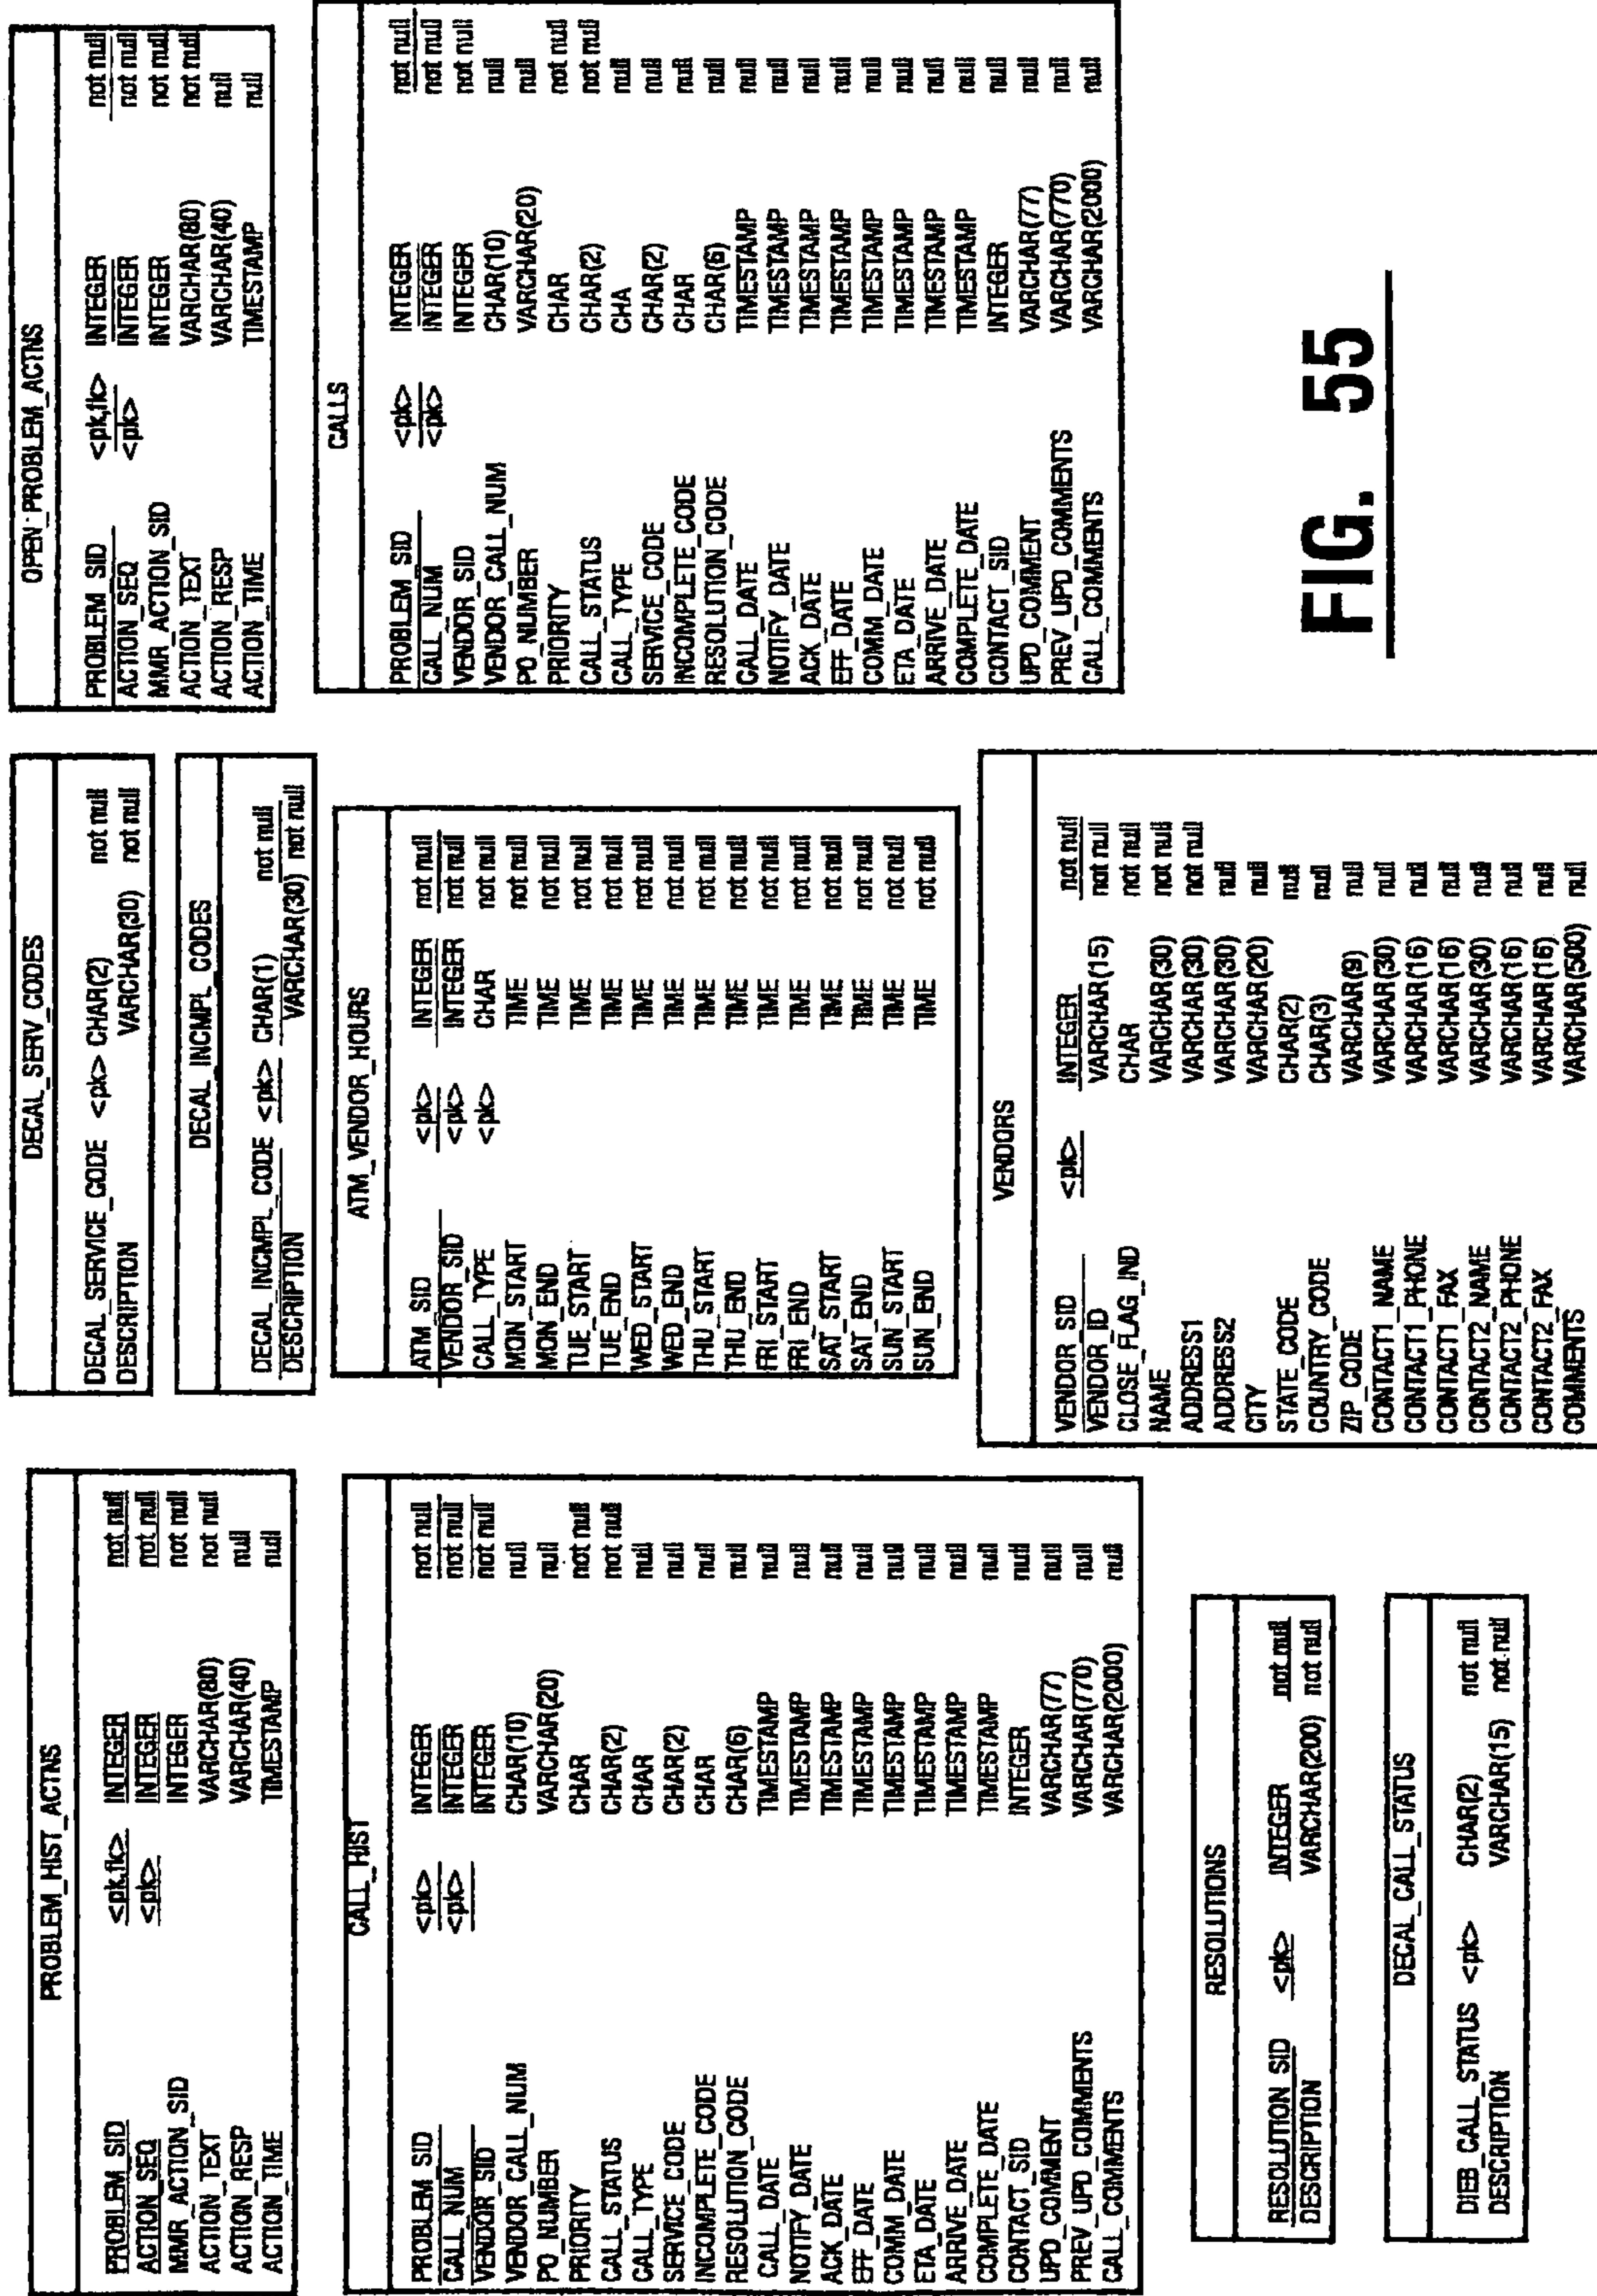 PROBLEM_HIST_ACTNS
PROBLEM_SID <pk,fk> INTEGER not null
ACTION_SEQ <pk> INTEGER not null
MMR_ACTION_SID INTEGER not null
ACTION_TEXT VARCHAR(80) not null
ACTION_RESP VARCHAR(40) null
ACTION_TIME TIMESTAMP null
CALL_HIST
PROBLEM_SID <pk> INTEGER not null
CALL_NUM <pk> INTEGER not null
VENDOR_SID INTEGER not null
VENDOR_CALL_NUM CHAR(10) null
PO_NUMBER VARCHAR(20) null
PRIORITY CHAR not null
CALL_STATUS CHAR(2) not null
CALL_TYPE CHAR null
SERVICE_CODE CHAR(2) null
INCOMPLETE_CODE CHAR null
RESOLUTION_CODE CHAR(6) null
CALL_DATE TIMESTAMP null
NOTIFY_DATE TIMESTAMP null
ACK_DATE TIMESTAMP null
EFF_DATE TIMESTAMP null
COMM_DATE TIMESTAMP null
ETA_DATE TIMESTAMP null
ARRIVE_DATE TIMESTAMP null
COMPLETE_DATE TIMESTAMP null
CONTACT_SID INTEGER null
UPD_COMMENT VARCHAR(77) null
PREV_UPD_COMMENTS VARCHAR(770) null
CALL_COMMENTS VARCHAR(2000) null
RESOLUTIONS
RESOLUTION_SID <pk> INTEGER not null
DESCRIPTION VARCHAR(200) not null
DECAL_CALL_STATUS
DIEB_CALL_STATUS <pk> CHAR(2) not null
DESCRIPTION VARCHAR(15) not null
DECAL_SERV_CODES
DECAL_SERVICE_CODE <pk> CHAR(2) not null
DESCRIPTION VARCHAR(30) not null
DECAL_INCMPL_CODES
DECAL_INCMPL_CODE <pk> CHAR(1) not null
DESCRIPTION VARCHAR(30) not null
ATM_VENDOR_HOURS
ATM_SID <pk> INTEGER not null
VENDOR_SID <pk> INTEGER not null
CALL_TYPE <pk> CHAR not null
MON_START TIME not null
MON_END TIME not null
TUE_START TIME not null
TUE_END TIME not null
WED_START TIME not null
WED_END TIME not null
THU_START TIME not null
THU_END TIME not null
FRI_START TIME not null
FRI_END TIME not null
SAT_START TIME not null
SAT_END TIME not null
SUN_START TIME not null
SUN_END TIME not null
VENDORS
VENDOR_SID <pk> INTEGER not null
VENDOR_ID VARCHAR(15) not null
CLOSE_FLAG_IND CHAR not null
NAME VARCHAR(30) not null
ADDRESS1 VARCHAR(30) not null
ADDRESS2 VARCHAR(30) null
CITY VARCHAR(20) null
STATE_CODE CHAR(2) null
COUNTRY_CODE CHAR(3) null
ZIP_CODE VARCHAR(9) null
CONTACT1_NAME VARCHAR(30) null
CONTACT1_PHONE VARCHAR(16) null
CONTACT1_FAX VARCHAR(16) null
CONTACT2_NAME VARCHAR(30) null
CONTACT2_PHONE VARCHAR(16) null
CONTACT2_FAX VARCHAR(16) null
COMMENTS VARCHAR(500) null
OPEN PROBLEM_ACTNS
PROBLEM_SID <pk,fk> INTEGER not null
ACTION_SEQ <pk> INTEGER not null
MMR_ACTION_SID INTEGER not null
ACTION_TEXT VARCHAR(80) not null
ACTION_RESP VARCHAR(40) null
ACTION_TIME TIMESTAMP null
CALLS
PROBLEM_SID <pk> INTEGER not null
CALL_NUM <pk> INTEGER not null
VENDOR_SID INTEGER not null
VENDOR_CALL_NUM CHAR(10) null
PO_NUMBER VARCHAR(20) null
PRIORITY CHAR not null
CALL_STATUS CHAR(2) not null
CALL_TYPE CHA null
SERVICE_CODE CHAR(2) null
INCOMPLETE_CODE CHAR null
RESOLUTION_CODE CHAR(6) null
CALL_DATE TIMESTAMP null
NOTIFY_DATE TIMESTAMP null
ACK_DATE TIMESTAMP null
EFF_DATE TIMESTAMP null
COMM_DATE TIMESTAMP null
ETA_DATE TIMESTAMP null
ARRIVE_DATE TIMESTAMP null
COMPLETE_DATE TIMESTAMP null
CONTACT_SID INTEGER null
UPD_COMMENT VARCHAR(77) null
PREV_UPD_COMMENTS VARCHAR(770) null
CALL_COMMENTS VARCHAR(2000) null
FIG. 55